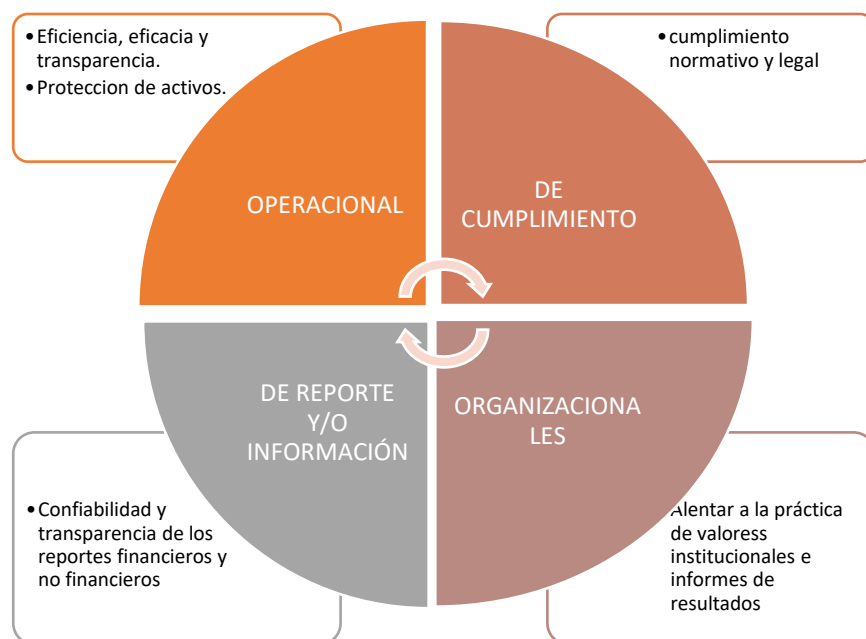 •Eficiencia, eficacia y
transparencia.
•Proteccion de activos.
•cumplimiento
normativo y legal
OPERACIONAL
DE
CUMPLIMIENTO
DE REPORTE
Y/O
INFORMACIÓN
ORGANIZACIONA
LES
•Confiabilidad y
transparencia de los
reportes financieros y
no financieros
Alentar a la práctica
de valoress
institucionales e
informes de
resultados